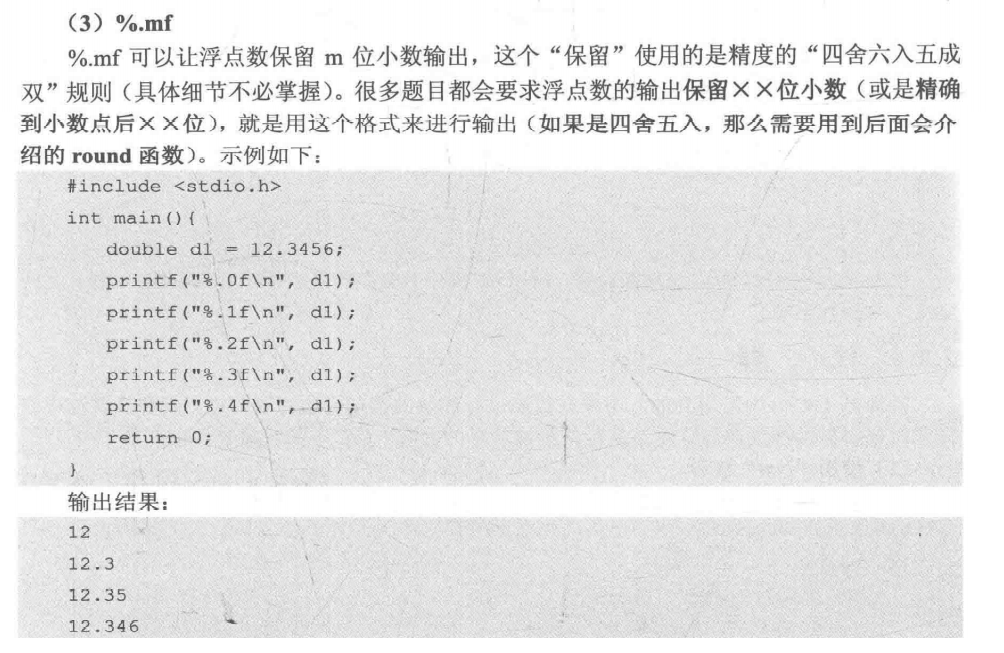 （3）%.mf
%.mf 可以让浮点数保留 m 位小数输出，这个“保留”使用的是精度的“四舍六入五成
双”规则（具体细节不必掌握）。很多题目都会要求浮点数的输出保留××位小数（或是精确
到小数点后××位），就是用这个格式来进行输出（如果是四舍五入，那么需要用到后面会介
绍的 round 函数）。示例如下：
#include <stdio.h>
int main(){
double d1 = 12.3456;
printf("%.0f\n", d1);
printf("%.1f\n", d1);
printf("%.2f\n", d1);
printf("%.3f\n", d1);
printf("%.4f\n", d1);
return 0;
}
输出结果：
12
12.3
12.35
12.346